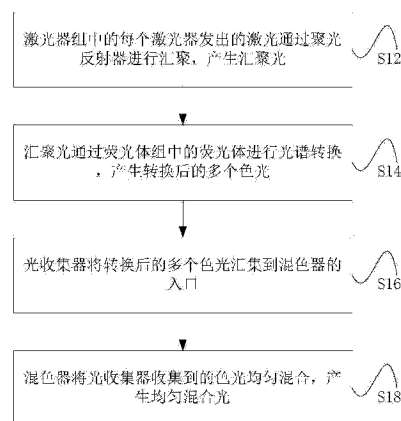 激光器组中的每个激光器发出的激光通过聚光
反射器进行汇聚，产生汇聚光
S12
汇聚光通过荧光体组中的荧光体进行光谱转换
，产生转换后的多个色光
S14
光收集器将转换后的多个色光汇集到混色器的
入口
S16
混色器将光收集器收集到的色光均匀混合，产
生均匀混合光
S18